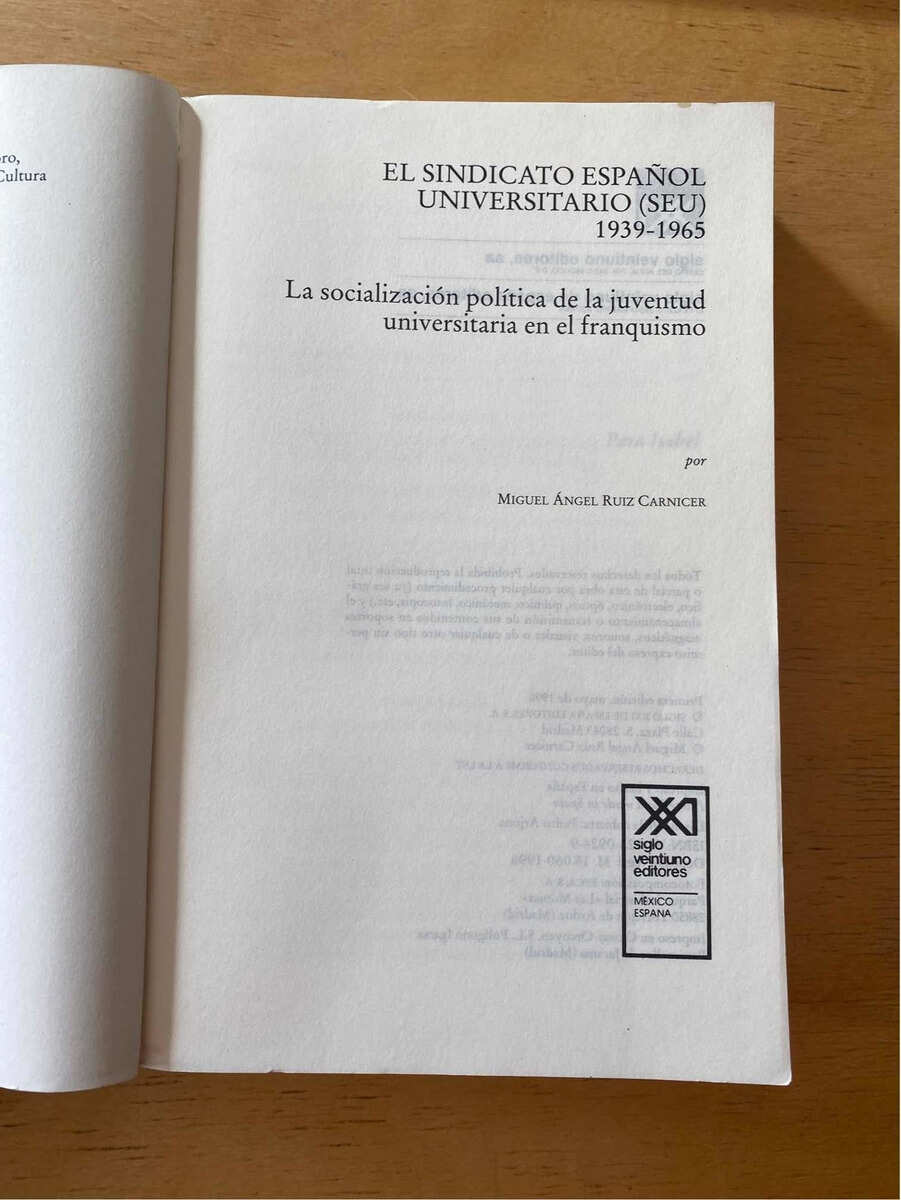 oro,
Cultura
EL SINDICATO ESPAÑOL
UNIVERSITARIO (SEU)
1939-1965
La socialización política de la juventud
universitaria en el franquismo
por
MIGUEL ÁNGEL RUIZ CARNICER
siglo
veintiuno
editores
MÉXICO
ESPAÑA